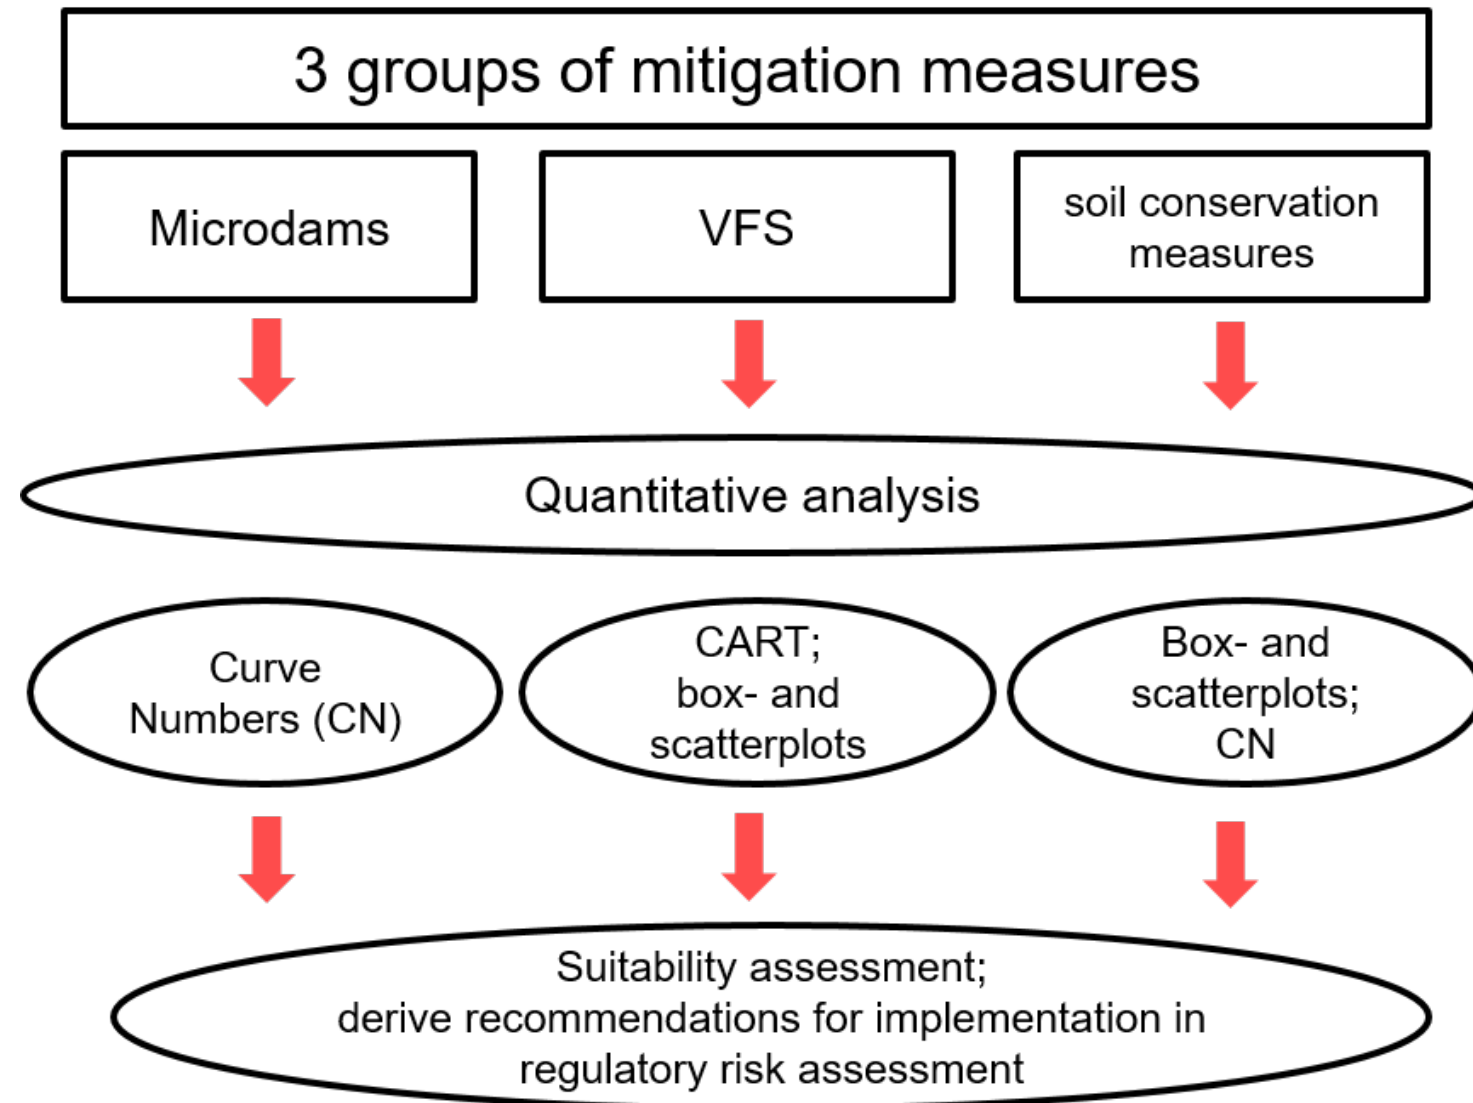 3 groups of mitigation measures
Microdams
VFS
soil conservation
measures
Quantitative analysis
Curve
Numbers (CN)
CART;
box- and
scatterplots
Box- and
scatterplots;
CN
Suitability assessment;
derive recommendations for implementation in
regulatory risk assessment